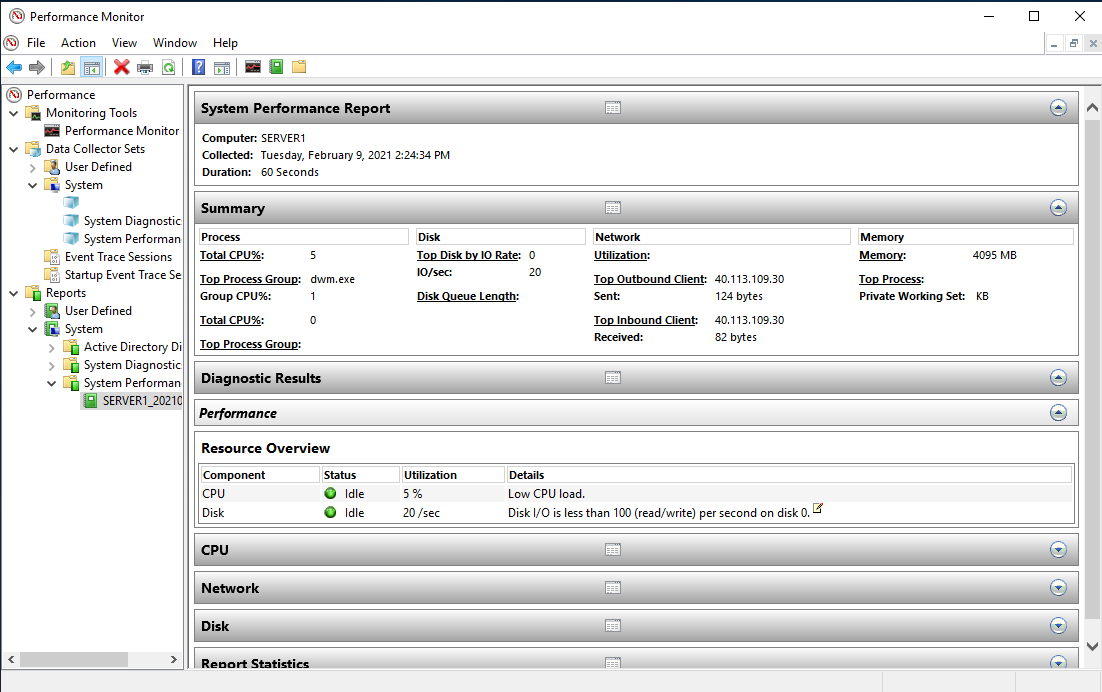 Performance Monitor
File Action View Window Help
Performance
Monitoring Tools
Performance Monitor
Data Collector Sets
User Defined
System
System Diagnostic
System Performan
Event Trace Sessions
Startup Event Trace Se
Reports
User Defined
System
Active Directory Di
System Diagnostic
System Performan
SERVER1_20210
System Performance Report
Computer: SERVER1
Collected: Tuesday, February 9, 2021 2:24:34 PM
Duration: 60 Seconds
Summary
Process Disk Network Memory
Total CPU%: 5 Top Disk by IO Rate: 0 Utilization: Memory: 4095 MB
IO/sec: 20
Top Process Group: dwm.exe Top Outbound Client: 40.113.109.30 Top Process:
Group CPU%: 1 Disk Queue Length: Sent: 124 bytes Private Working Set: KB
Total CPU%: 0 Top Inbound Client: 40.113.109.30
Received: 82 bytes
Top Process Group:
Diagnostic Results
Performance
Resource Overview
Component Status Utilization Details
CPU Idle 5 % Low CPU load.
Disk Idle 20 /sec Disk I/O is less than 100 (read/write) per second on disk 0.
CPU
Network
Disk
Report Statistics